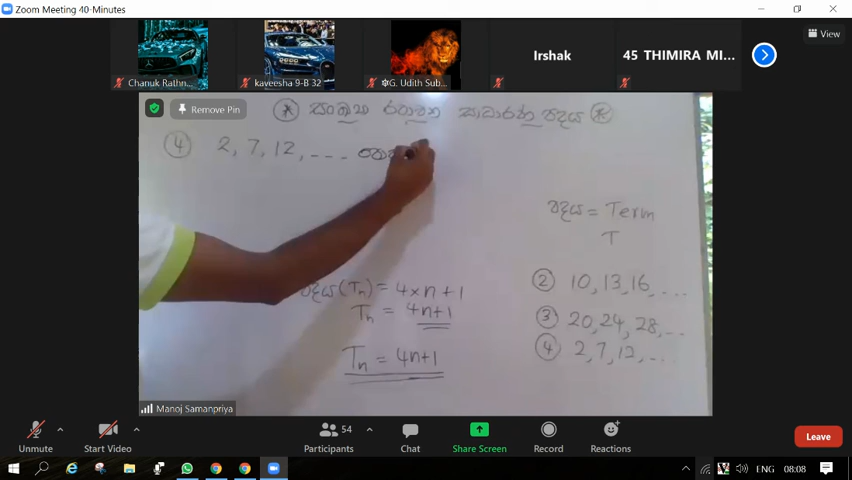 Zoom Meeting 40-Minutes
View
Chanuk Rathn...
kaveesha 9-B 32
G. Udith Sub...
Irshak
45 THIMIRA MI...
Remove Pin
සංඛ්‍යා රටාවක සාධාරණ පදය
④ 2, 7, 12, ...
පදය = Term
T
පදය (Tn) = 4×n+1
Tn = 4n+1
Tn = 4n+1
② 10, 13, 16, ...
③ 20, 24, 28, ...
④ 2, 7, 12, ...
Manoj Samanpriya
Unmute
Start Video
54
Participants
Chat
Share Screen
Record
Reactions
Leave
ENG
08:08